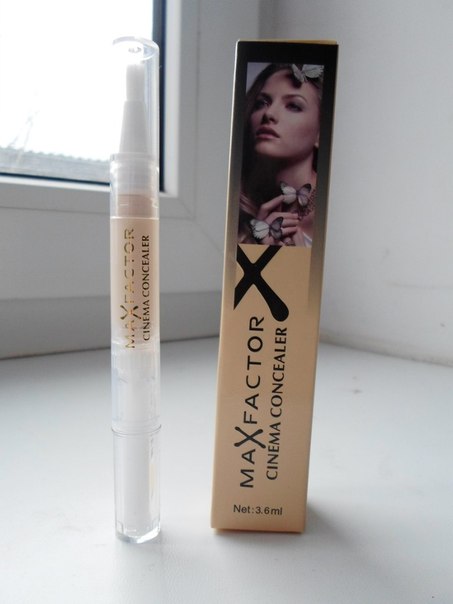 MAXFACTOR
CINEMA CONCEALER
X
MAXFACTOR
CINEMA CONCEALER
Net:3.6ml